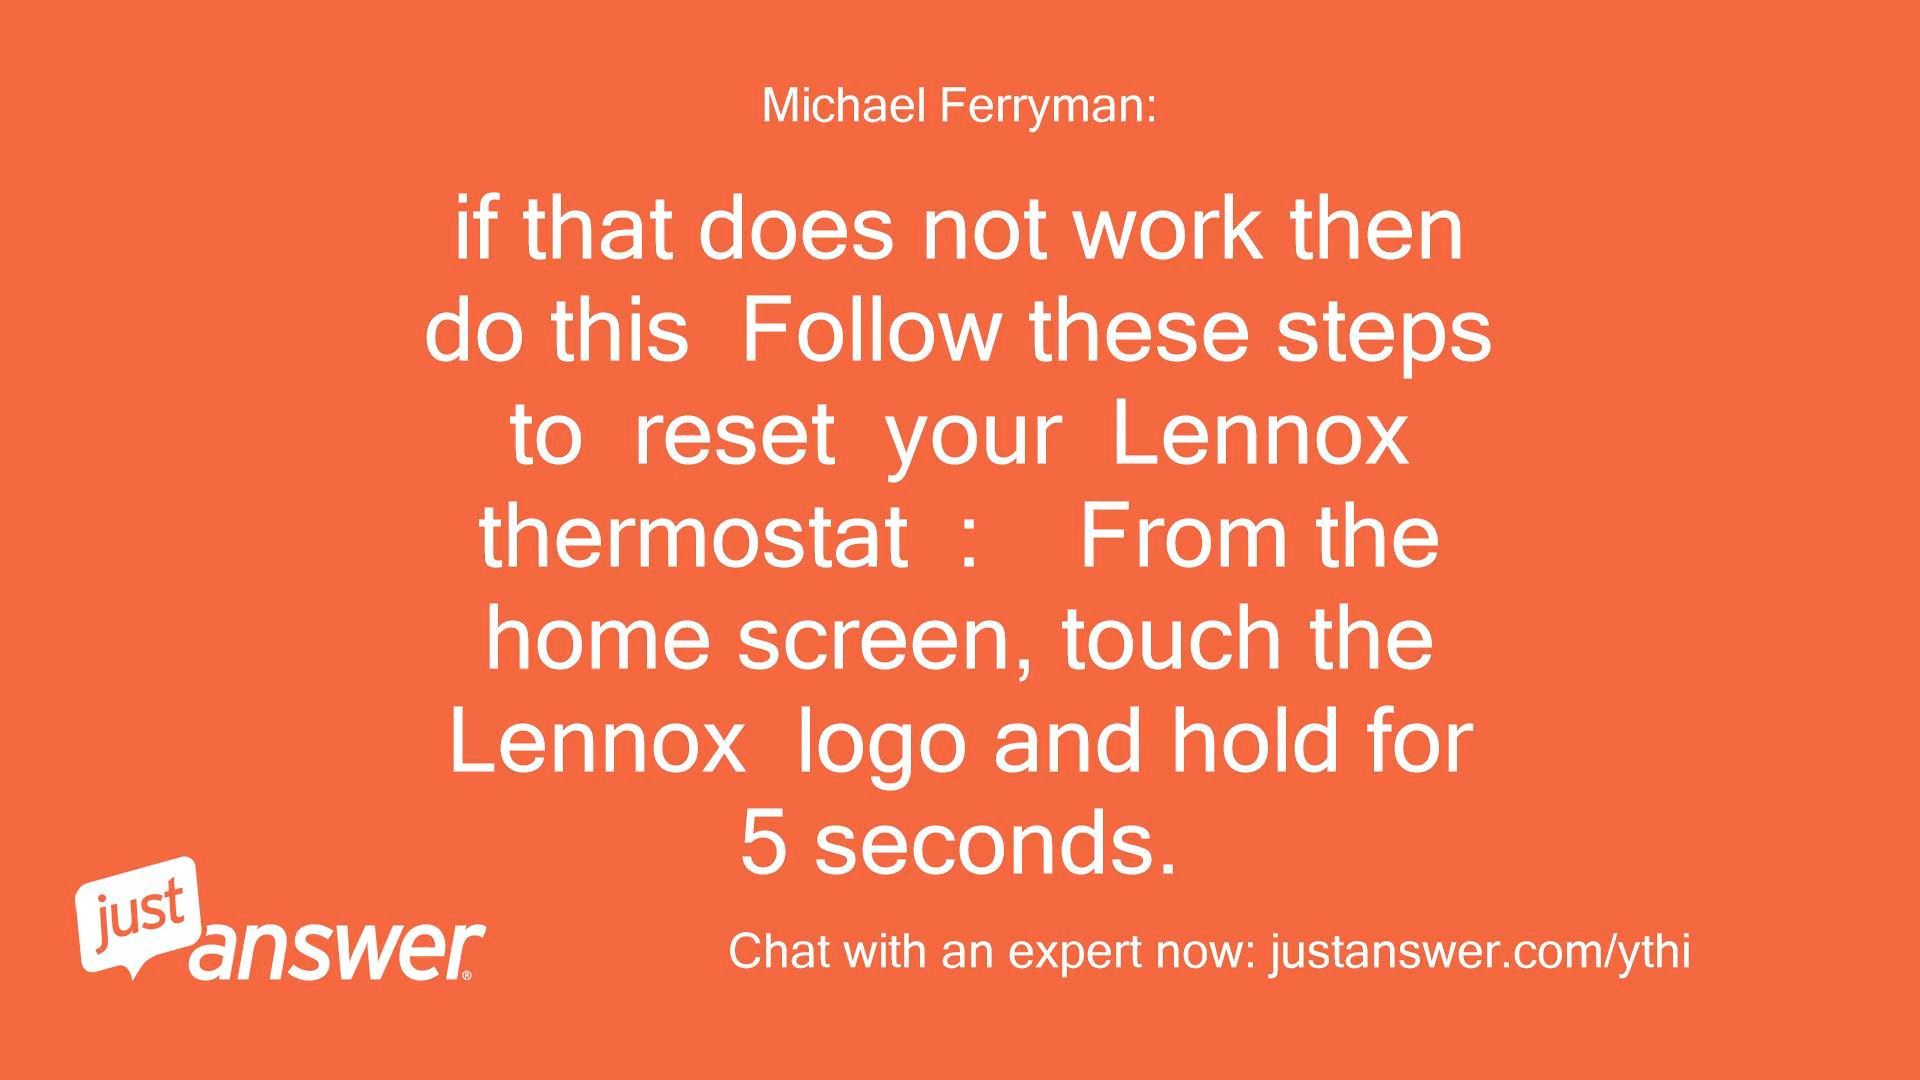 Michael Ferryman:
if that does not work then
do this  Follow these steps
to  reset  your  Lennox
thermostat  :    From the
home screen, touch the
Lennox  logo and hold for
5 seconds.
just
answer®
Chat with an expert now: justanswer.com/ythi